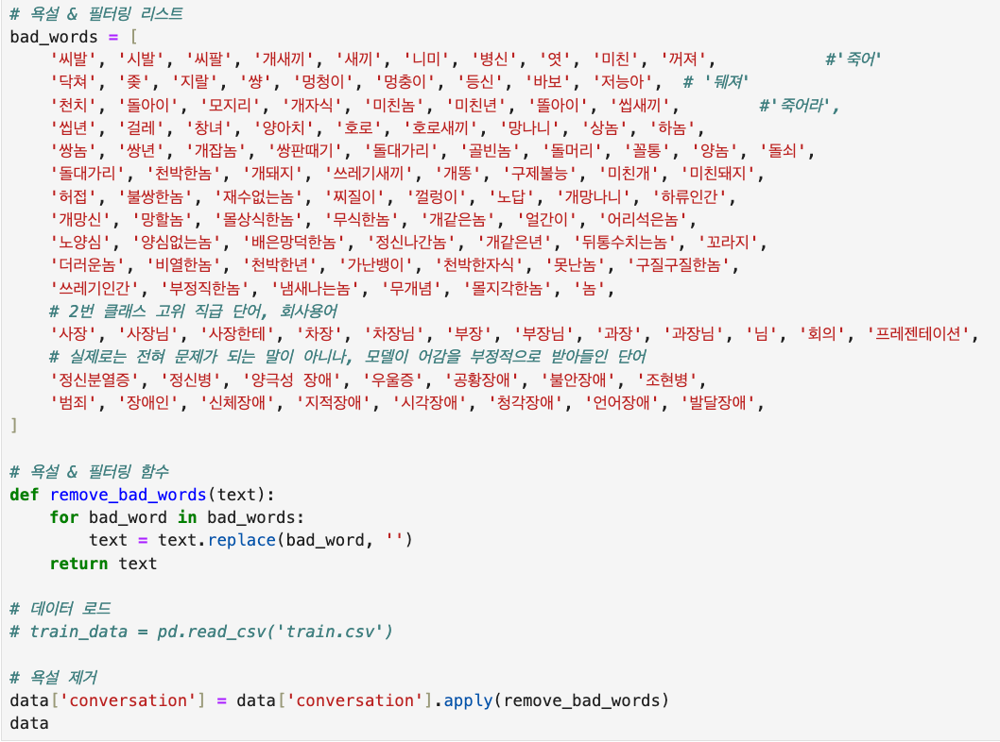 # 욕설 & 필터링 리스트
bad_words = [
    '씨발', '시발', '씨팔', '개새끼', '새끼', '니미', '병신', '엿', '미친', '꺼져',           #'죽어'
    '닥쳐', '좆', '지랄', '썅', '멍청이', '멍충이', '등신', '바보', '저능아',  # '뒈져'
    '천치', '돌아이', '모지리', '개자식', '미친놈', '미친년', '똘아이', '씹새끼',        #'죽어라',
    '씹년', '걸레', '창녀', '양아치', '호로', '호로새끼', '망나니', '상놈', '하놈',
    '쌍놈', '쌍년', '개잡놈', '쌍판때기', '돌대가리', '골빈놈', '돌머리', '꼴통', '양놈', '돌쇠',
    '돌대가리', '천박한놈', '개돼지', '쓰레기새끼', '개똥', '구제불능', '미친개', '미친돼지',
    '허접', '불쌍한놈', '재수없는놈', '찌질이', '껄렁이', '노답', '개망나니', '하류인간',
    '개망신', '망할놈', '몰상식한놈', '무식한놈', '개같은놈', '얼간이', '어리석은놈',
    '노양심', '양심없는놈', '배은망덕한놈', '정신나간놈', '개같은년', '뒤통수치는놈', '꼬라지',
    '더러운놈', '비열한놈', '천박한년', '가난뱅이', '천박한자식', '못난놈', '구질구질한놈',
    '쓰레기인간', '부정직한놈', '냄새나는놈', '무개념', '몰지각한놈', '놈',
    # 2번 클래스 고위 직급 단어, 회사용어
    '사장', '사장님', '사장한테', '차장', '차장님', '부장', '부장님', '과장', '과장님', '님', '회의', '프레젠테이션',
    # 실제로는 전혀 문제가 되는 말이 아니나, 모델이 어감을 부정적으로 받아들인 단어
    '정신분열증', '정신병', '양극성 장애', '우울증', '공황장애', '불안장애', '조현병',
    '범죄', '장애인', '신체장애', '지적장애', '시각장애', '청각장애', '언어장애', '발달장애',
]
# 욕설 & 필터링 함수
def remove_bad_words(text):
    for bad_word in bad_words:
        text = text.replace(bad_word, '')
    return text
# 데이터 로드
# train_data = pd.read_csv('train.csv')
# 욕설 제거
data['conversation'] = data['conversation'].apply(remove_bad_words)
data